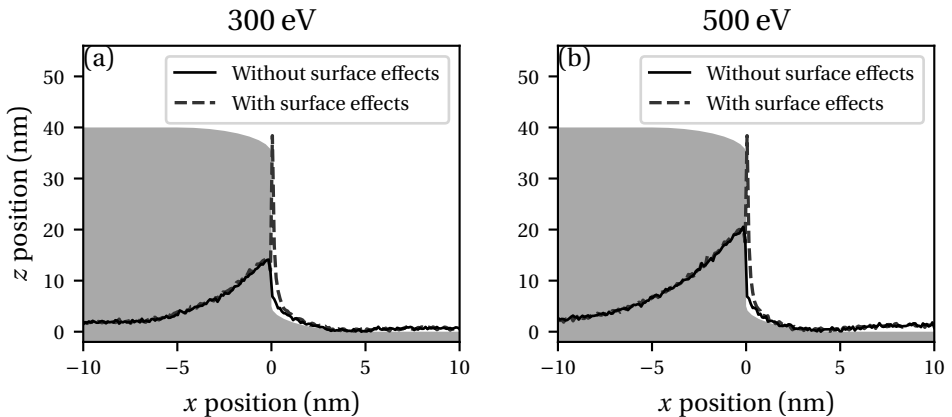 300 eV
500 eV
(a)
Without surface effects
With surface effects
(b)
Without surface effects
With surface effects
z position (nm)
50
40
30
20
10
0
50
40
30
20
10
0
−10
−5
0
5
10
−10
−5
0
5
10
x position (nm)
x position (nm)